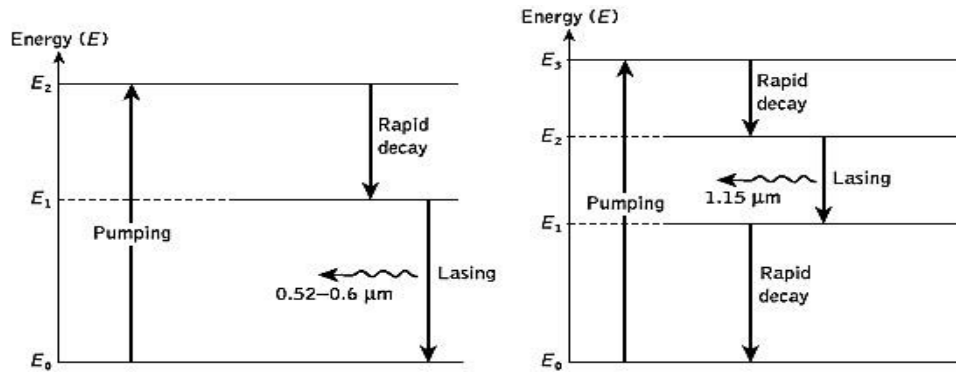 Energy (E)
E₂
Rapid
decay
E₁
Pumping
Lasing
0.52–0.6 μm
E₀
Energy (E)
E₃
Rapid
decay
E₂
Lasing
1.15 μm
Pumping
E₁
Rapid
decay
E₀